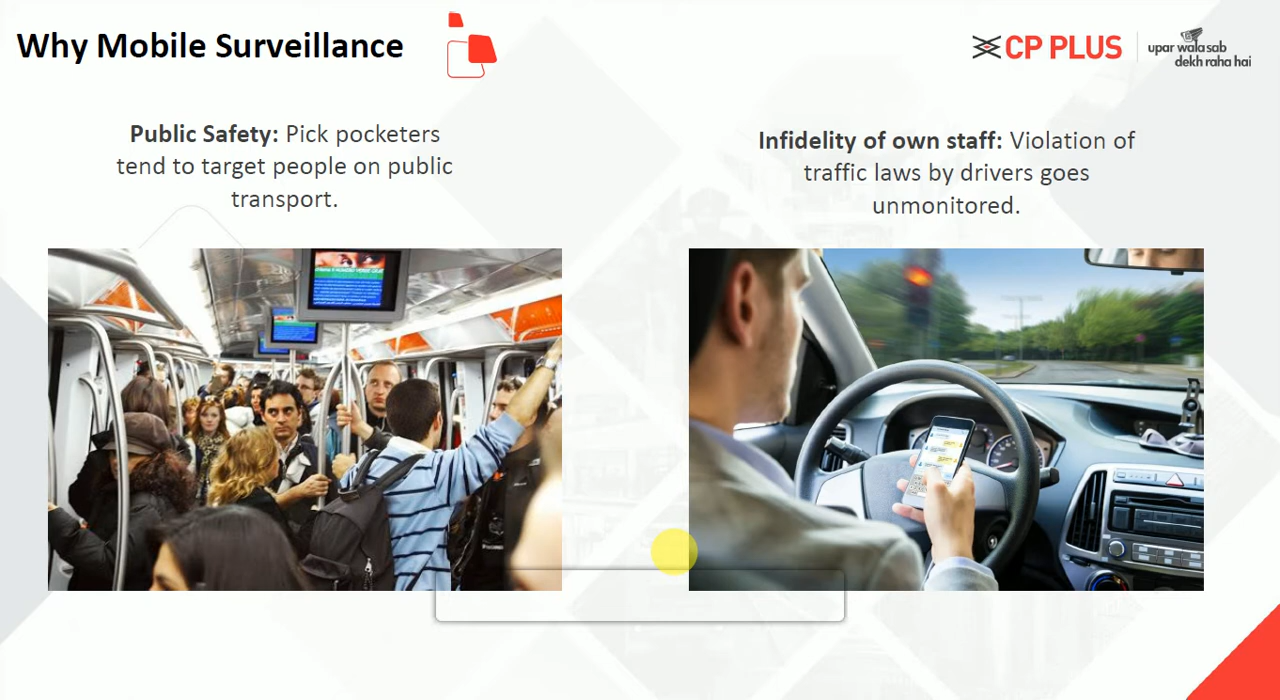 Why Mobile Surveillance
CP PLUS
upar wala sab
dekh raha hai
Public Safety: Pick pocketers
tend to target people on public
transport.
Infidelity of own staff: Violation of
traffic laws by drivers goes
unmonitored.